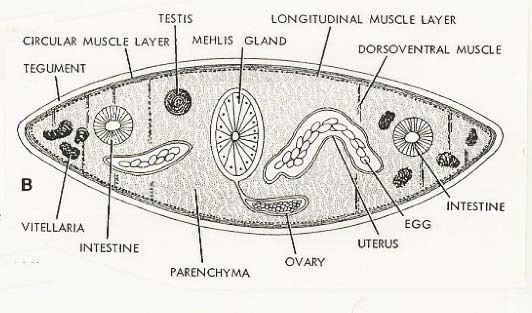 TESTIS
LONGITUDINAL MUSCLE LAYER
CIRCULAR MUSCLE LAYER
MEHLIS GLAND
DORSOVENTRAL MUSCLE
TEGUMENT
B
VITELLARIA
INTESTINE
PARENCHYMA
OVARY
UTERUS
EGG
INTESTINE